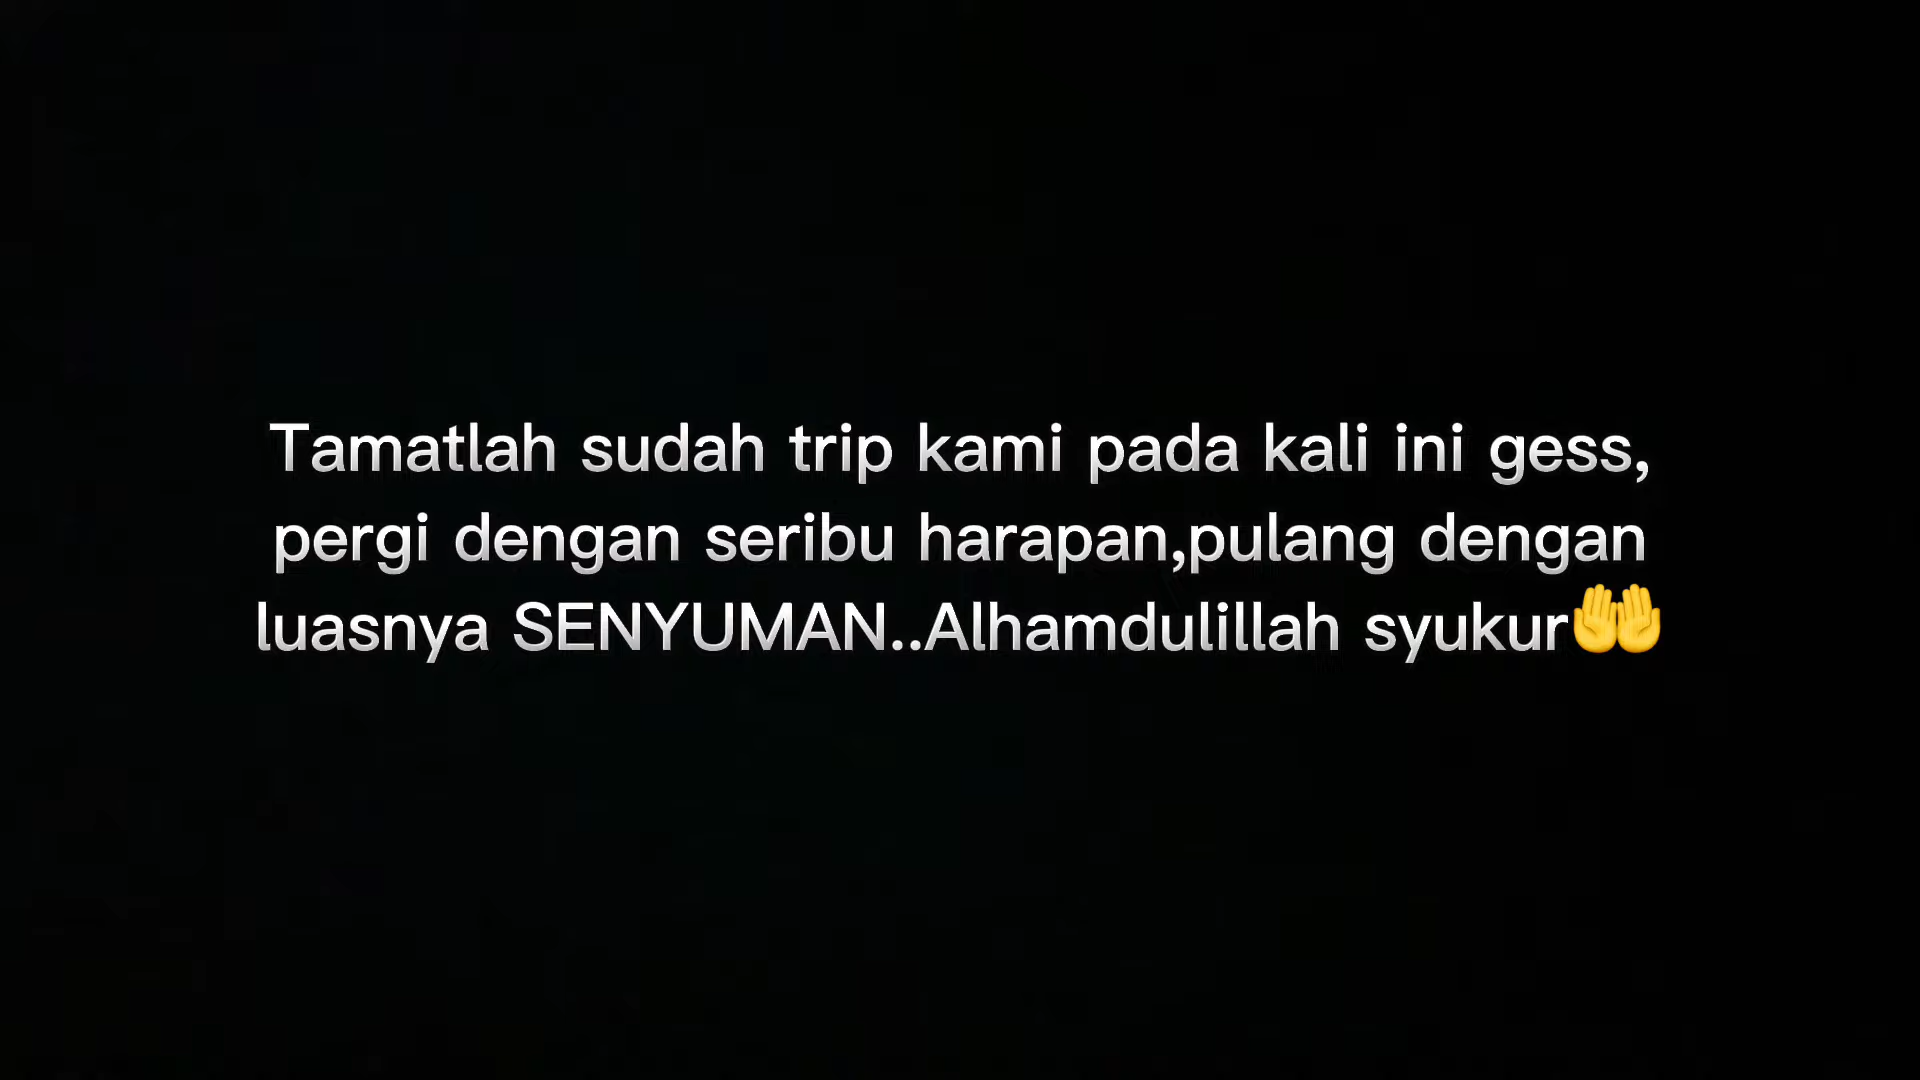 Tamatlah sudah trip kami pada kali ini gess,
pergi dengan seribu harapan,pulang dengan
luasnya SENYUMAN..Alhamdulillah syukur🤲